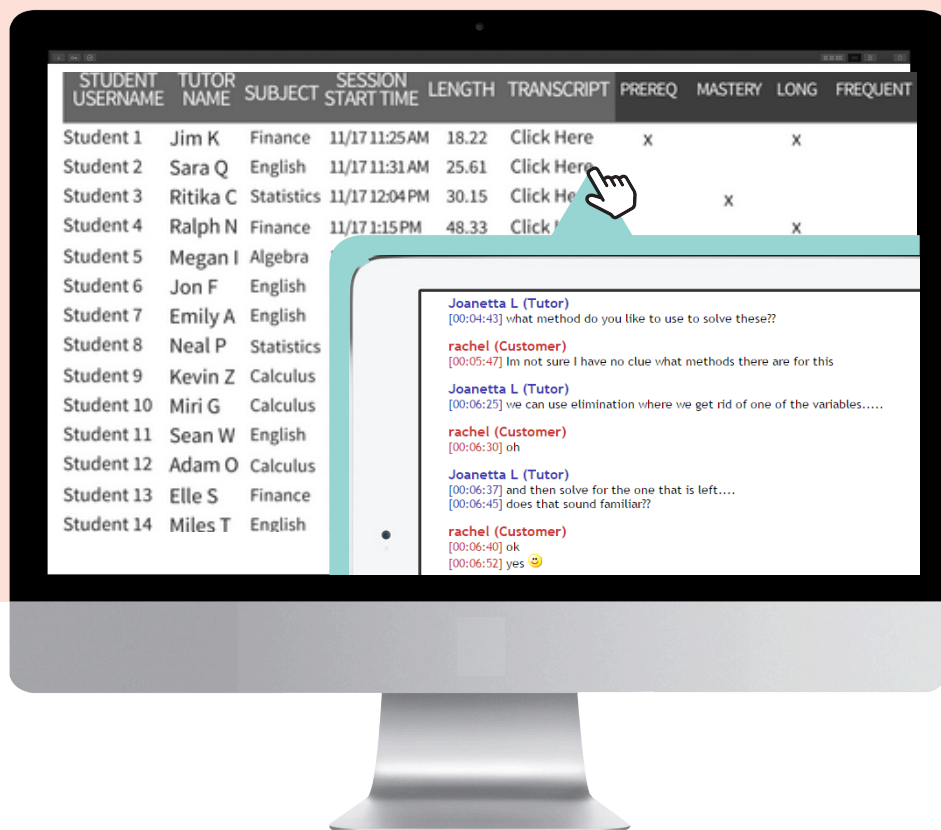 STUDENT USERNAME TUTOR NAME SUBJECT SESSION START TIME LENGTH TRANSCRIPT PREREQ MASTERY LONG FREQUENT
Student 1 Jim K Finance 11/17 11:25 AM 18.22 Click Here x x
Student 2 Sara Q English 11/17 11:31 AM 25.61 Click Here
Student 3 Ritika C Statistics 11/17 12:04 PM 30.15 Click He x
Student 4 Ralph N Finance 11/17 1:15 PM 48.33 Click x
Student 5 Megan I Algebra
Student 6 Jon F English
Student 7 Emily A English
Student 8 Neal P Statistics
Student 9 Kevin Z Calculus
Student 10 Miri G Calculus
Student 11 Sean W English
Student 12 Adam O Calculus
Student 13 Elle S Finance
Student 14 Miles T English
Joanetta L (Tutor)
[00:04:43] what method do you like to use to solve these??
rachel (Customer)
[00:05:47] Im not sure I have no clue what methods there are for this
Joanetta L (Tutor)
[00:06:25] we can use elimination where we get rid of one of the variables.....
rachel (Customer)
[00:06:30] oh
Joanetta L (Tutor)
[00:06:37] and then solve for the one that is left....
[00:06:45] does that sound familiar??
rachel (Customer)
[00:06:40] ok
[00:06:52] yes